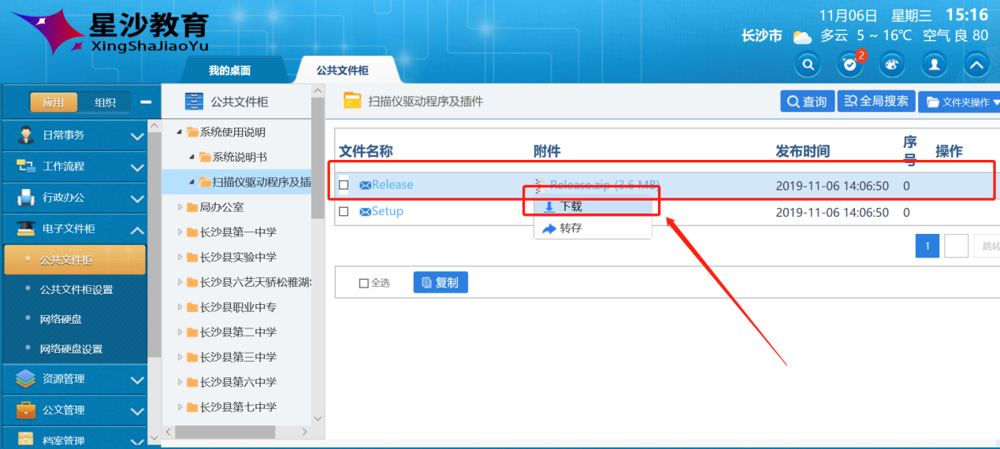 星沙教育
XingShaJiaoYu
11月06日 星期三 15:16
长沙市 多云 5 ~ 16℃ 空气 良 80
2
我的桌面 公共文件柜
应用 组织
日常事务
工作流程
行政办公
电子文件柜
公共文件柜
公共文件柜设置
网络硬盘
网络硬盘设置
资源管理
公文管理
档案管理
公共文件柜
系统使用说明
系统说明书
扫描仪驱动程序及插
局办公室
长沙县第一中学
长沙县实验中学
长沙县六艺天骄松雅湖
长沙县职业中专
长沙县第二中学
长沙县第三中学
长沙县第六中学
长沙县第七中学
扫描仪驱动程序及插件
查询 全局搜索 文件夹操作
文件名称 附件 发布时间 序号 操作
Release Release.zip (3.6 MB) 2019-11-06 14:06:50 0
下载
Setup 2019-11-06 14:06:50 0
转存
1 跳转
全选 复制